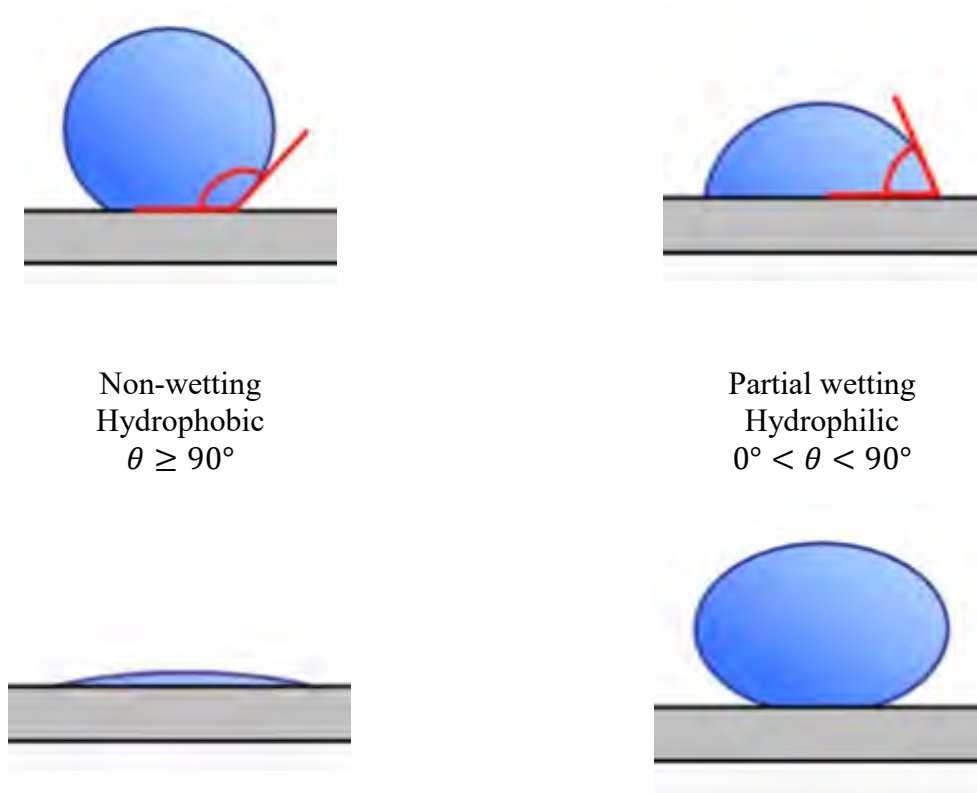 Non-wetting
Hydrophobic
θ ≥ 90°
Partial wetting
Hydrophilic
0° < θ < 90°